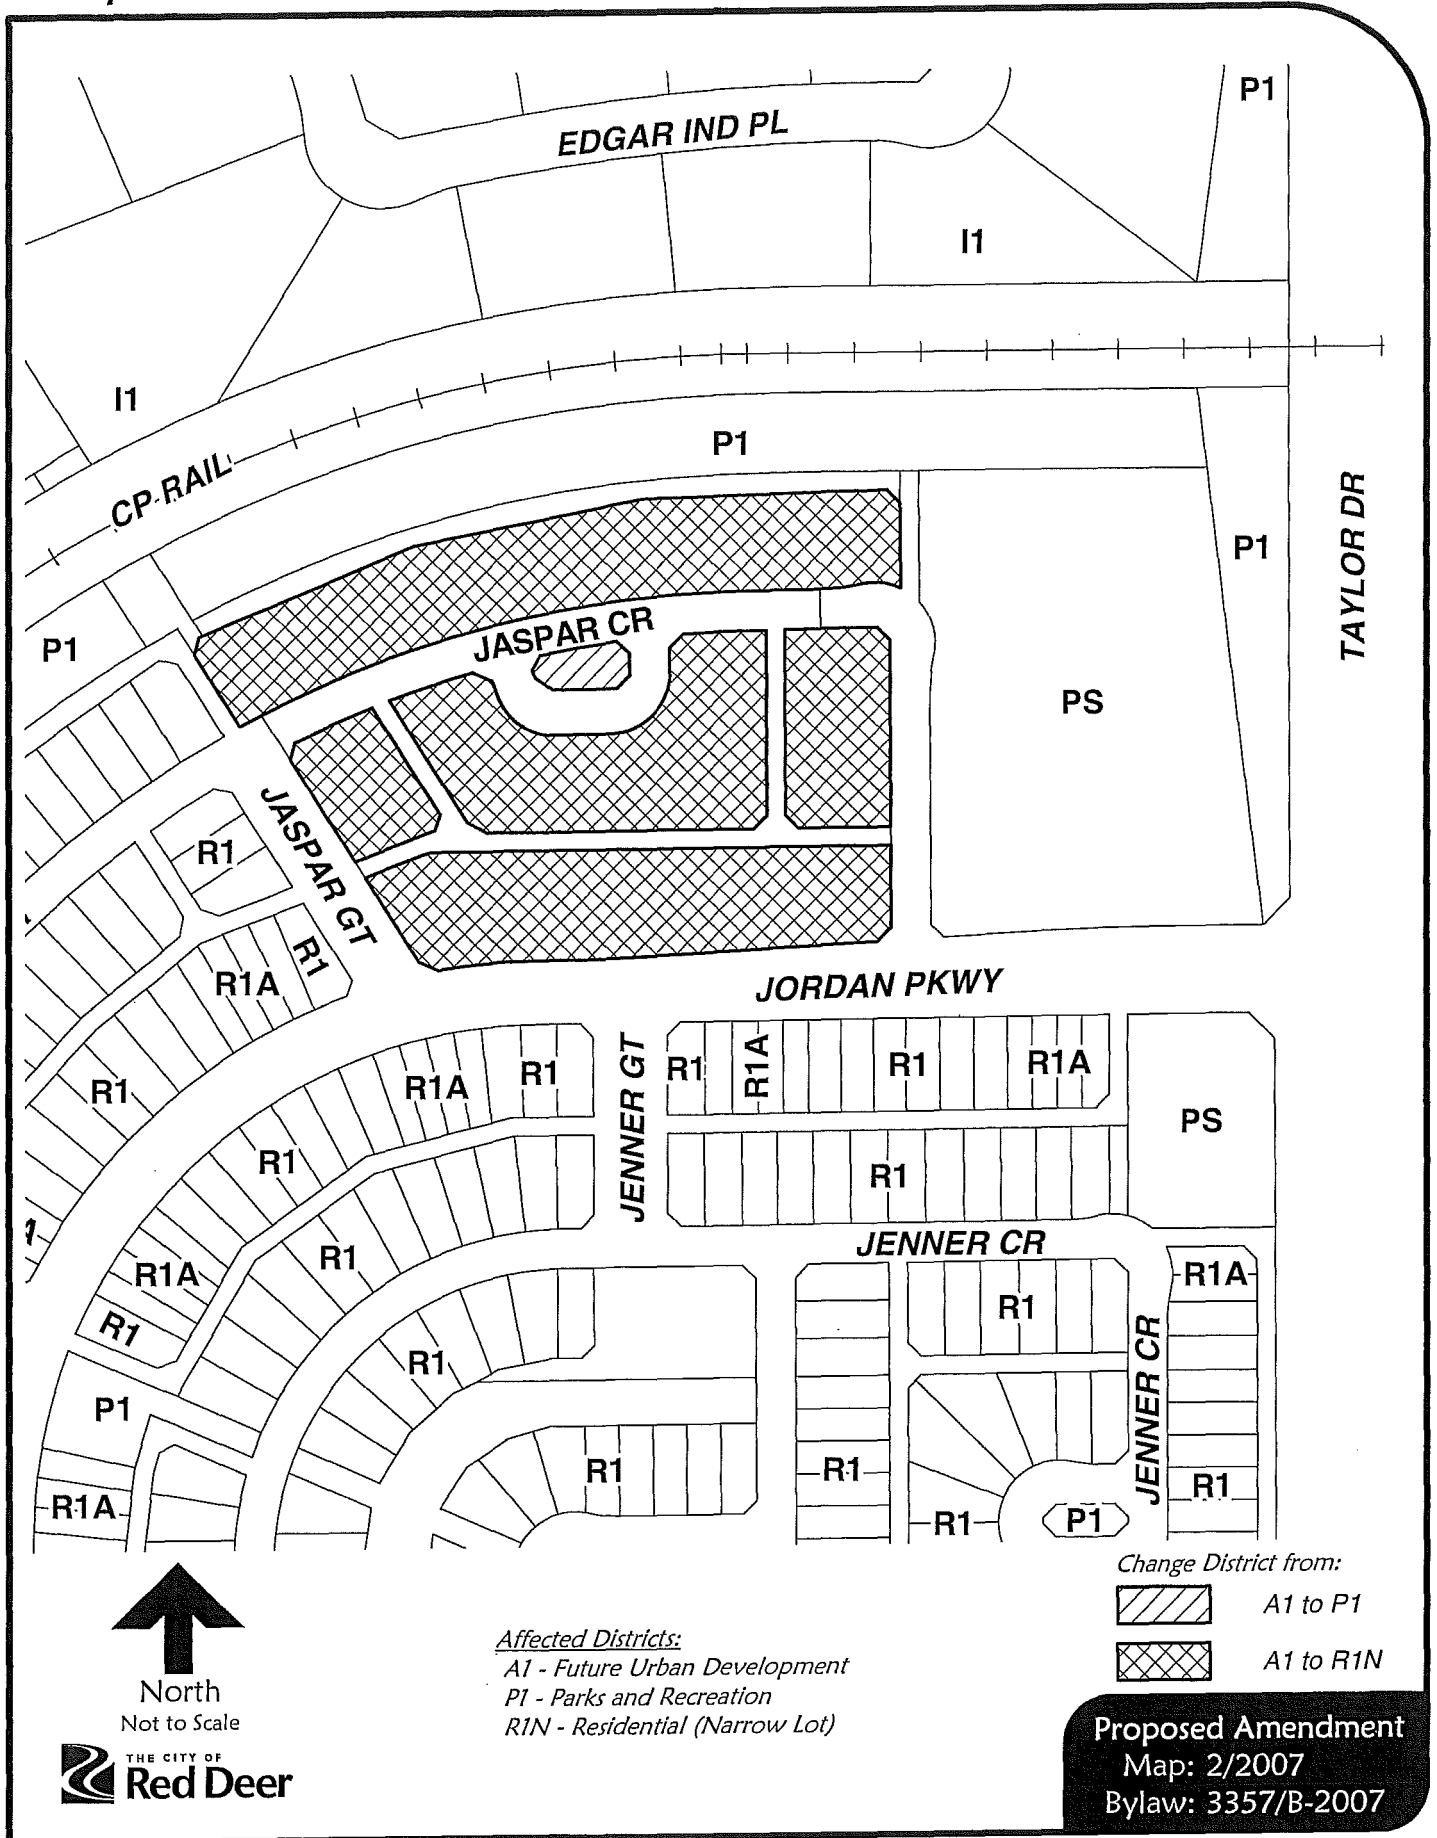 P1
EDGAR IND PL
I1
I1
CP RAIL
P1
TAYLOR DR
P1
P1
JASPAR CR
PS
JASPAR GT
R1
R1
R1A
JORDAN PKWY
R1
R1A
R1
JENNER GT
R1
R1A
R1
R1A
PS
R1
R1
R1
JENNER CR
R1A
R1A
R1
R1
R1
JENNER CR
P1
R1
R1
R1
R1A
R1
P1
Change District from:
A1 to P1
A1 to R1N
Affected Districts:
A1 - Future Urban Development
P1 - Parks and Recreation
R1N - Residential (Narrow Lot)
North
Not to Scale
THE CITY OF
Red Deer
Proposed Amendment
Map: 2/2007
Bylaw: 3357/B-2007